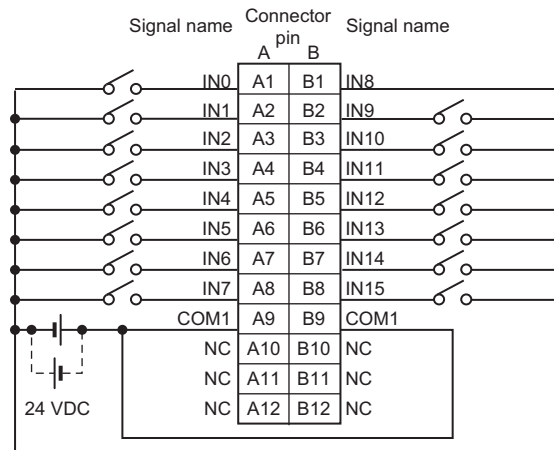 Signal name Connector pin Signal name
A B
IN0 A1 B1 IN8
IN1 A2 B2 IN9
IN2 A3 B3 IN10
IN3 A4 B4 IN11
IN4 A5 B5 IN12
IN5 A6 B6 IN13
IN6 A7 B7 IN14
IN7 A8 B8 IN15
COM1 A9 B9 COM1
NC A10 B10 NC
NC A11 B11 NC
NC A12 B12 NC
24 VDC